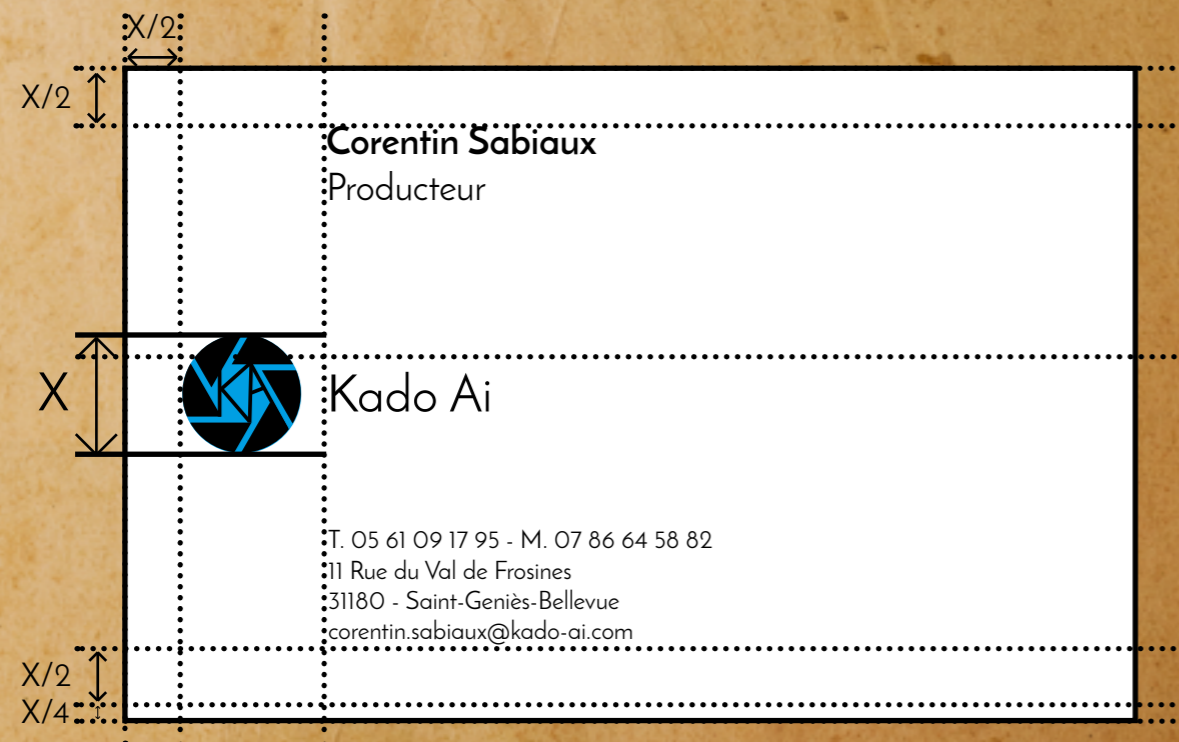 X/2
X/2
Corentin Sabiaux
Producteur
X
KA
Kado Ai
T. 05 61 09 17 95 - M. 07 86 64 58 82
11 Rue du Val de Frosines
31180 - Saint-Geniès-Bellevue
corentin.sabiaux@kado-ai.com
X/2
X/4